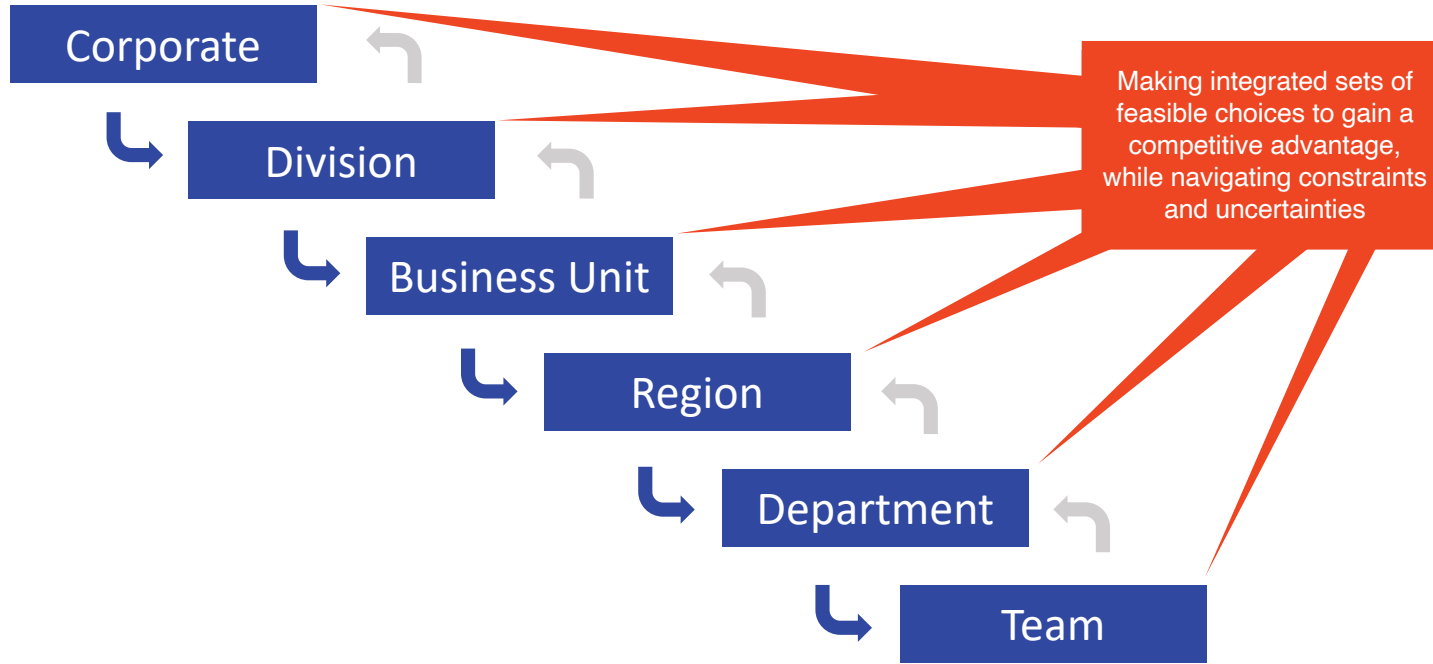 Corporate
Division
Business Unit
Region
Department
Team
Making integrated sets of
feasible choices to gain a
competitive advantage,
while navigating constraints
and uncertainties